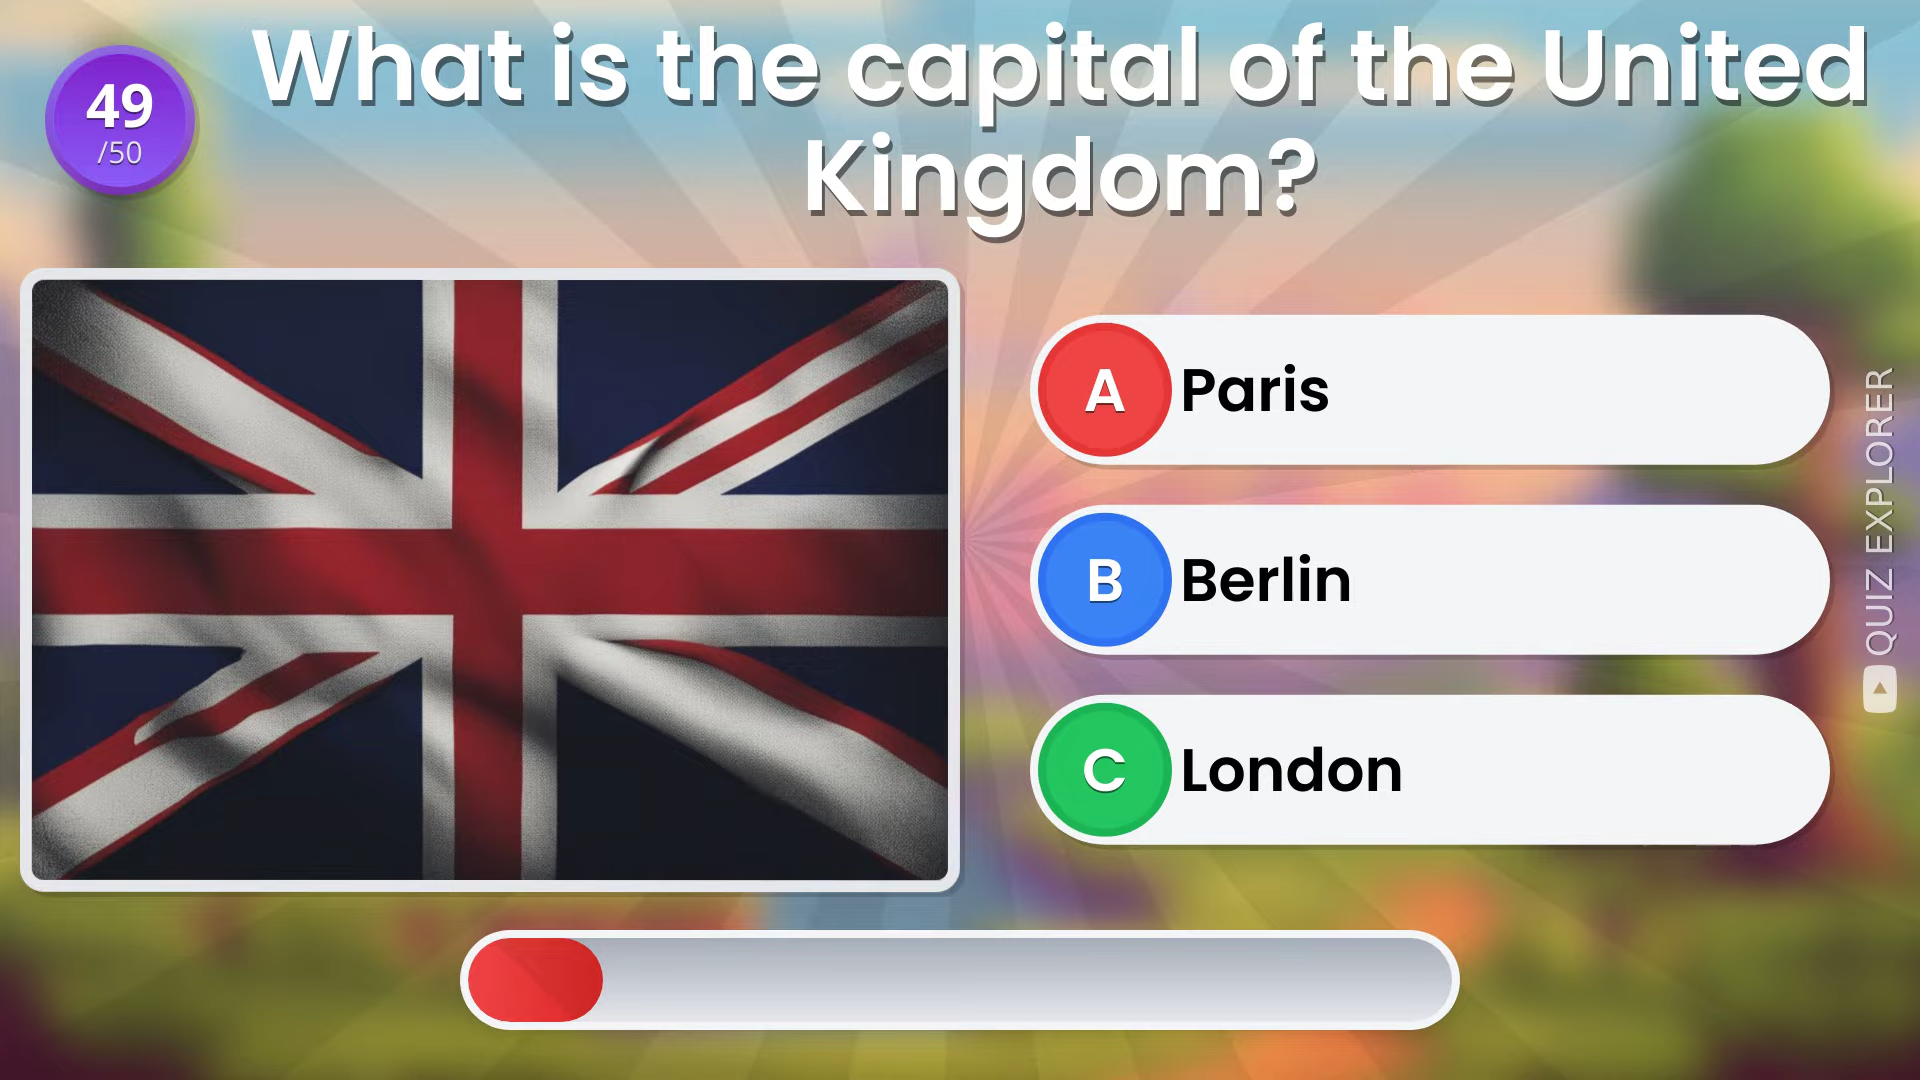 49
/50
What is the capital of the United
Kingdom?
A Paris
B Berlin
C London
QUIZ EXPLORER